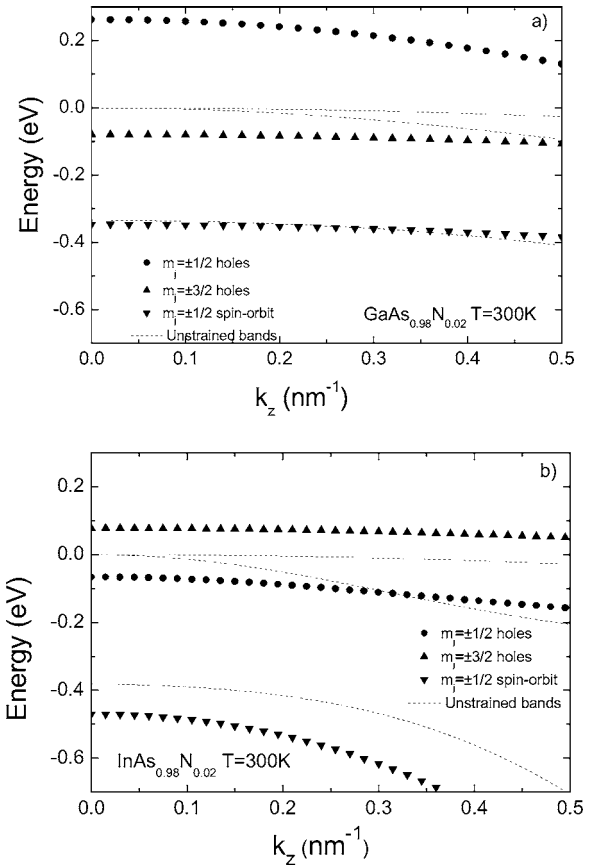 a)
0.2
0.0
-0.2
-0.4
-0.6
Energy (eV)
m_j=±1/2 holes
m_j=±3/2 holes
m_j=±1/2 spin-orbit
Unstrained bands
GaAs_0.98N_0.02 T=300K
0.0 0.1 0.2 0.3 0.4 0.5
k_z (nm^-1)
b)
0.2
0.0
-0.2
-0.4
-0.6
Energy (eV)
m_j=±1/2 holes
m_j=±3/2 holes
m_j=±1/2 spin-orbit
Unstrained bands
InAs_0.98N_0.02 T=300K
0.0 0.1 0.2 0.3 0.4 0.5
k_z (nm^-1)